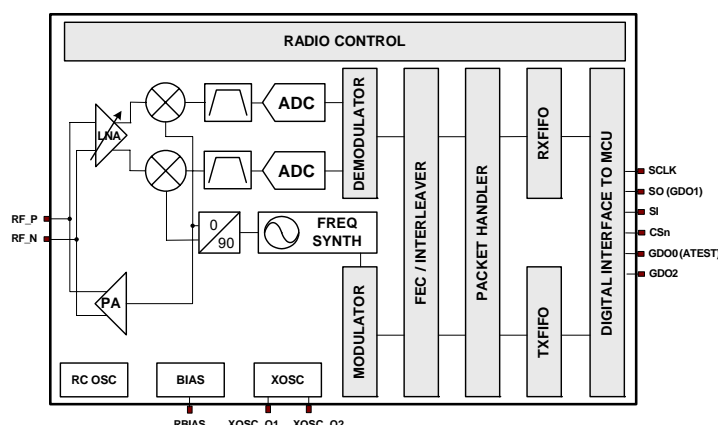 RADIO CONTROL
LNA
ADC
ADC
DEMODULATOR
FEC / INTERLEAVER
PACKET HANDLER
RXFIFO
DIGITAL INTERFACE TO MCU
SCLK
SO (GDO1)
SI
CSn
GDO0 (ATEST)
GDO2
RF_P
RF_N
0
90
FREQ
SYNTH
PA
MODULATOR
TXFIFO
RC OSC
BIAS
XOSC
RBIAS
XOSC_Q1
XOSC_Q2